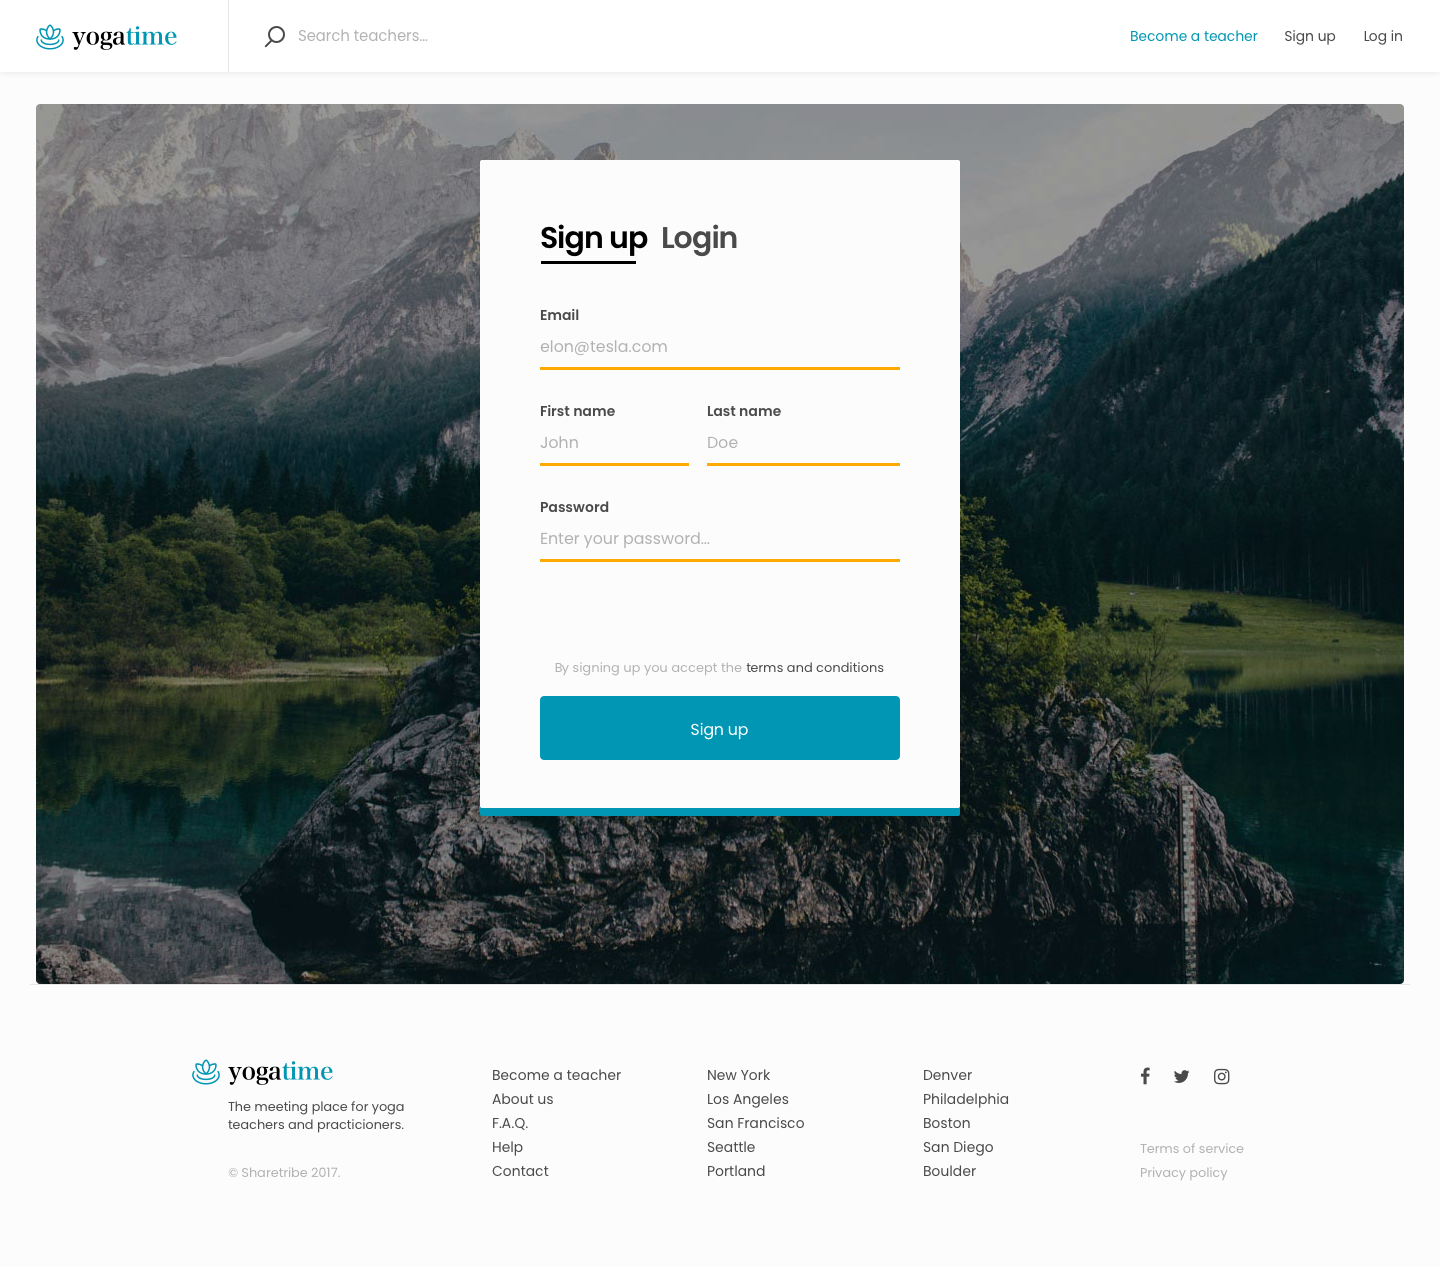 yogatime
Search teachers...
Become a teacher
Sign up
Log in
Sign up Login
Email
elon@tesla.com
First name
Last name
John
Doe
Password
Enter your password...
By signing up you accept the terms and conditions
Sign up
yogatime
The meeting place for yoga
teachers and practicioners.
© Sharetribe 2017.
Become a teacher
About us
F.A.Q.
Help
Contact
New York
Los Angeles
San Francisco
Seattle
Portland
Denver
Philadelphia
Boston
San Diego
Boulder
Terms of service
Privacy policy